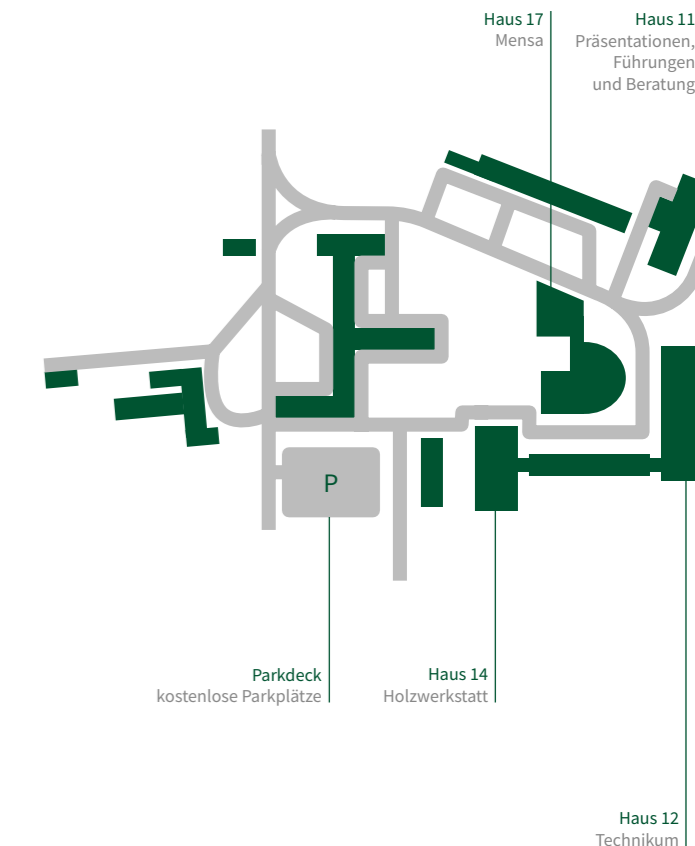 Haus 17
Mensa
Haus 11
Präsentationen,
Führungen
und Beratung
P
Parkdeck
kostenlose Parkplätze
Haus 14
Holzwerkstatt
Haus 12
Technikum